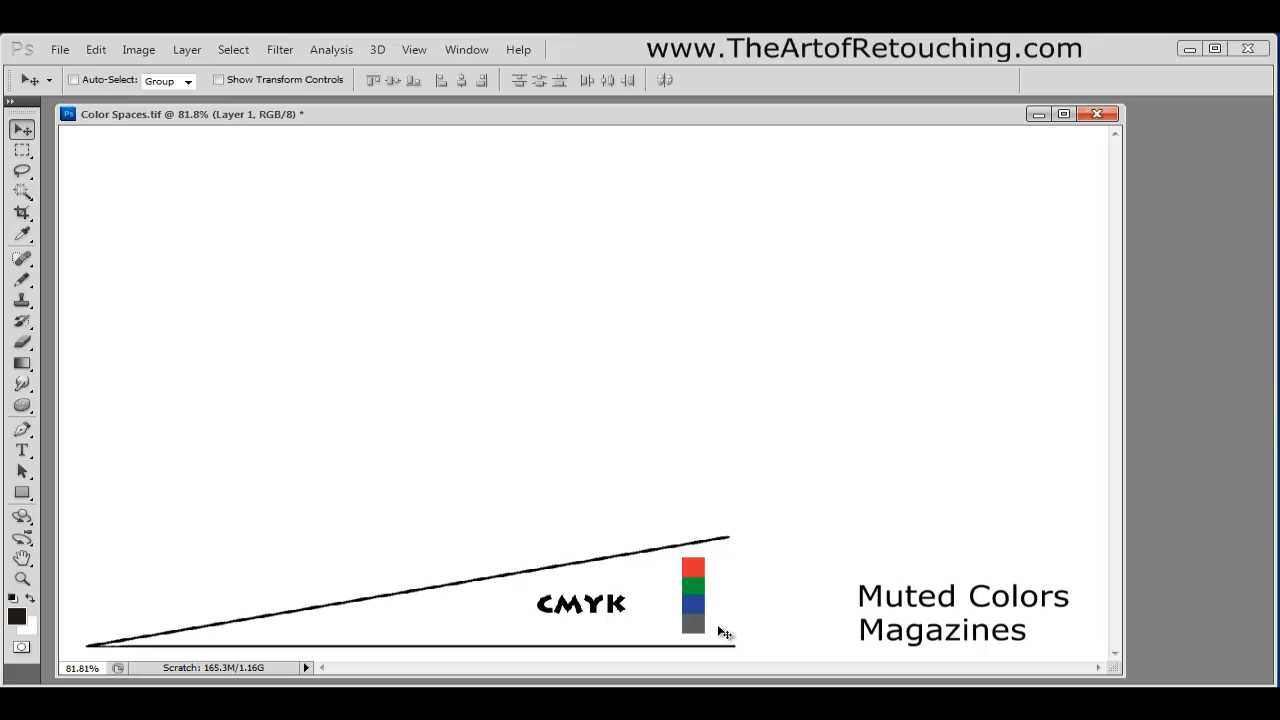 Ps File Edit Image Layer Select Filter Analysis 3D View Window Help www.TheArtofRetouching.com
Auto-Select: Group Show Transform Controls
Ps Color Spaces.tif @ 81.8% (Layer 1, RGB/8) *
T
CMYK
Muted Colors
Magazines
81.81% Scratch: 165.3M/1.16G